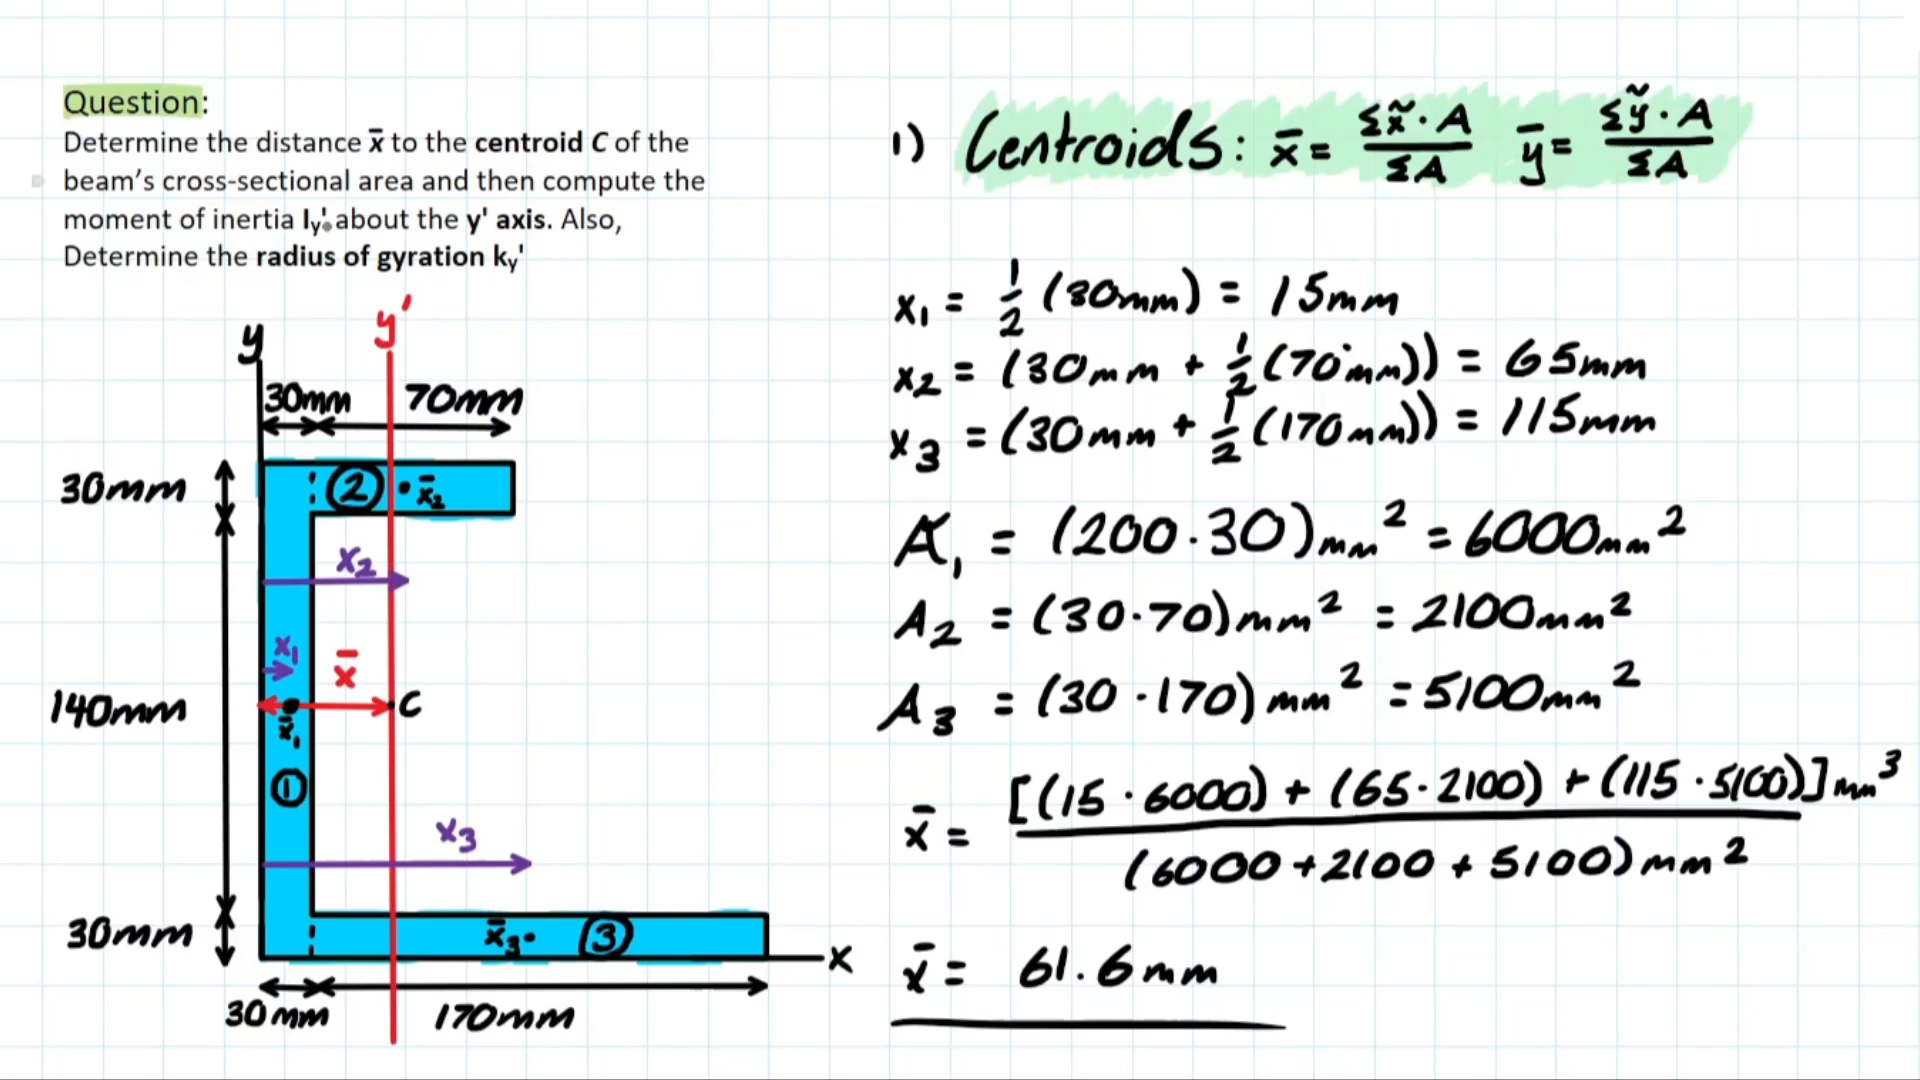 Question:
Determine the distance x̄ to the centroid C of the
beam's cross-sectional area and then compute the
moment of inertia Iy' about the y' axis. Also,
Determine the radius of gyration ky'
y
y'
30mm
70mm
30mm
② • x̄₂
x₂
x₁
x̄
140mm
C
x̄₁
①
x₃
30mm
x̄₃ • ③
x
30mm
170mm
1) Centroids: x̄ = Σx̃·A / ΣA   ȳ = Σỹ·A / ΣA
x₁ = 1/2 (30mm) = 15mm
x₂ = (30mm + 1/2 (70mm)) = 65mm
x₃ = (30mm + 1/2 (170mm)) = 115mm
A₁ = (200·30)mm² = 6000mm²
A₂ = (30·70)mm² = 2100mm²
A₃ = (30·170)mm² = 5100mm²
x̄ = [(15·6000) + (65·2100) + (115·5100)]mm³ / (6000+2100+5100)mm²
x̄ = 61.6mm